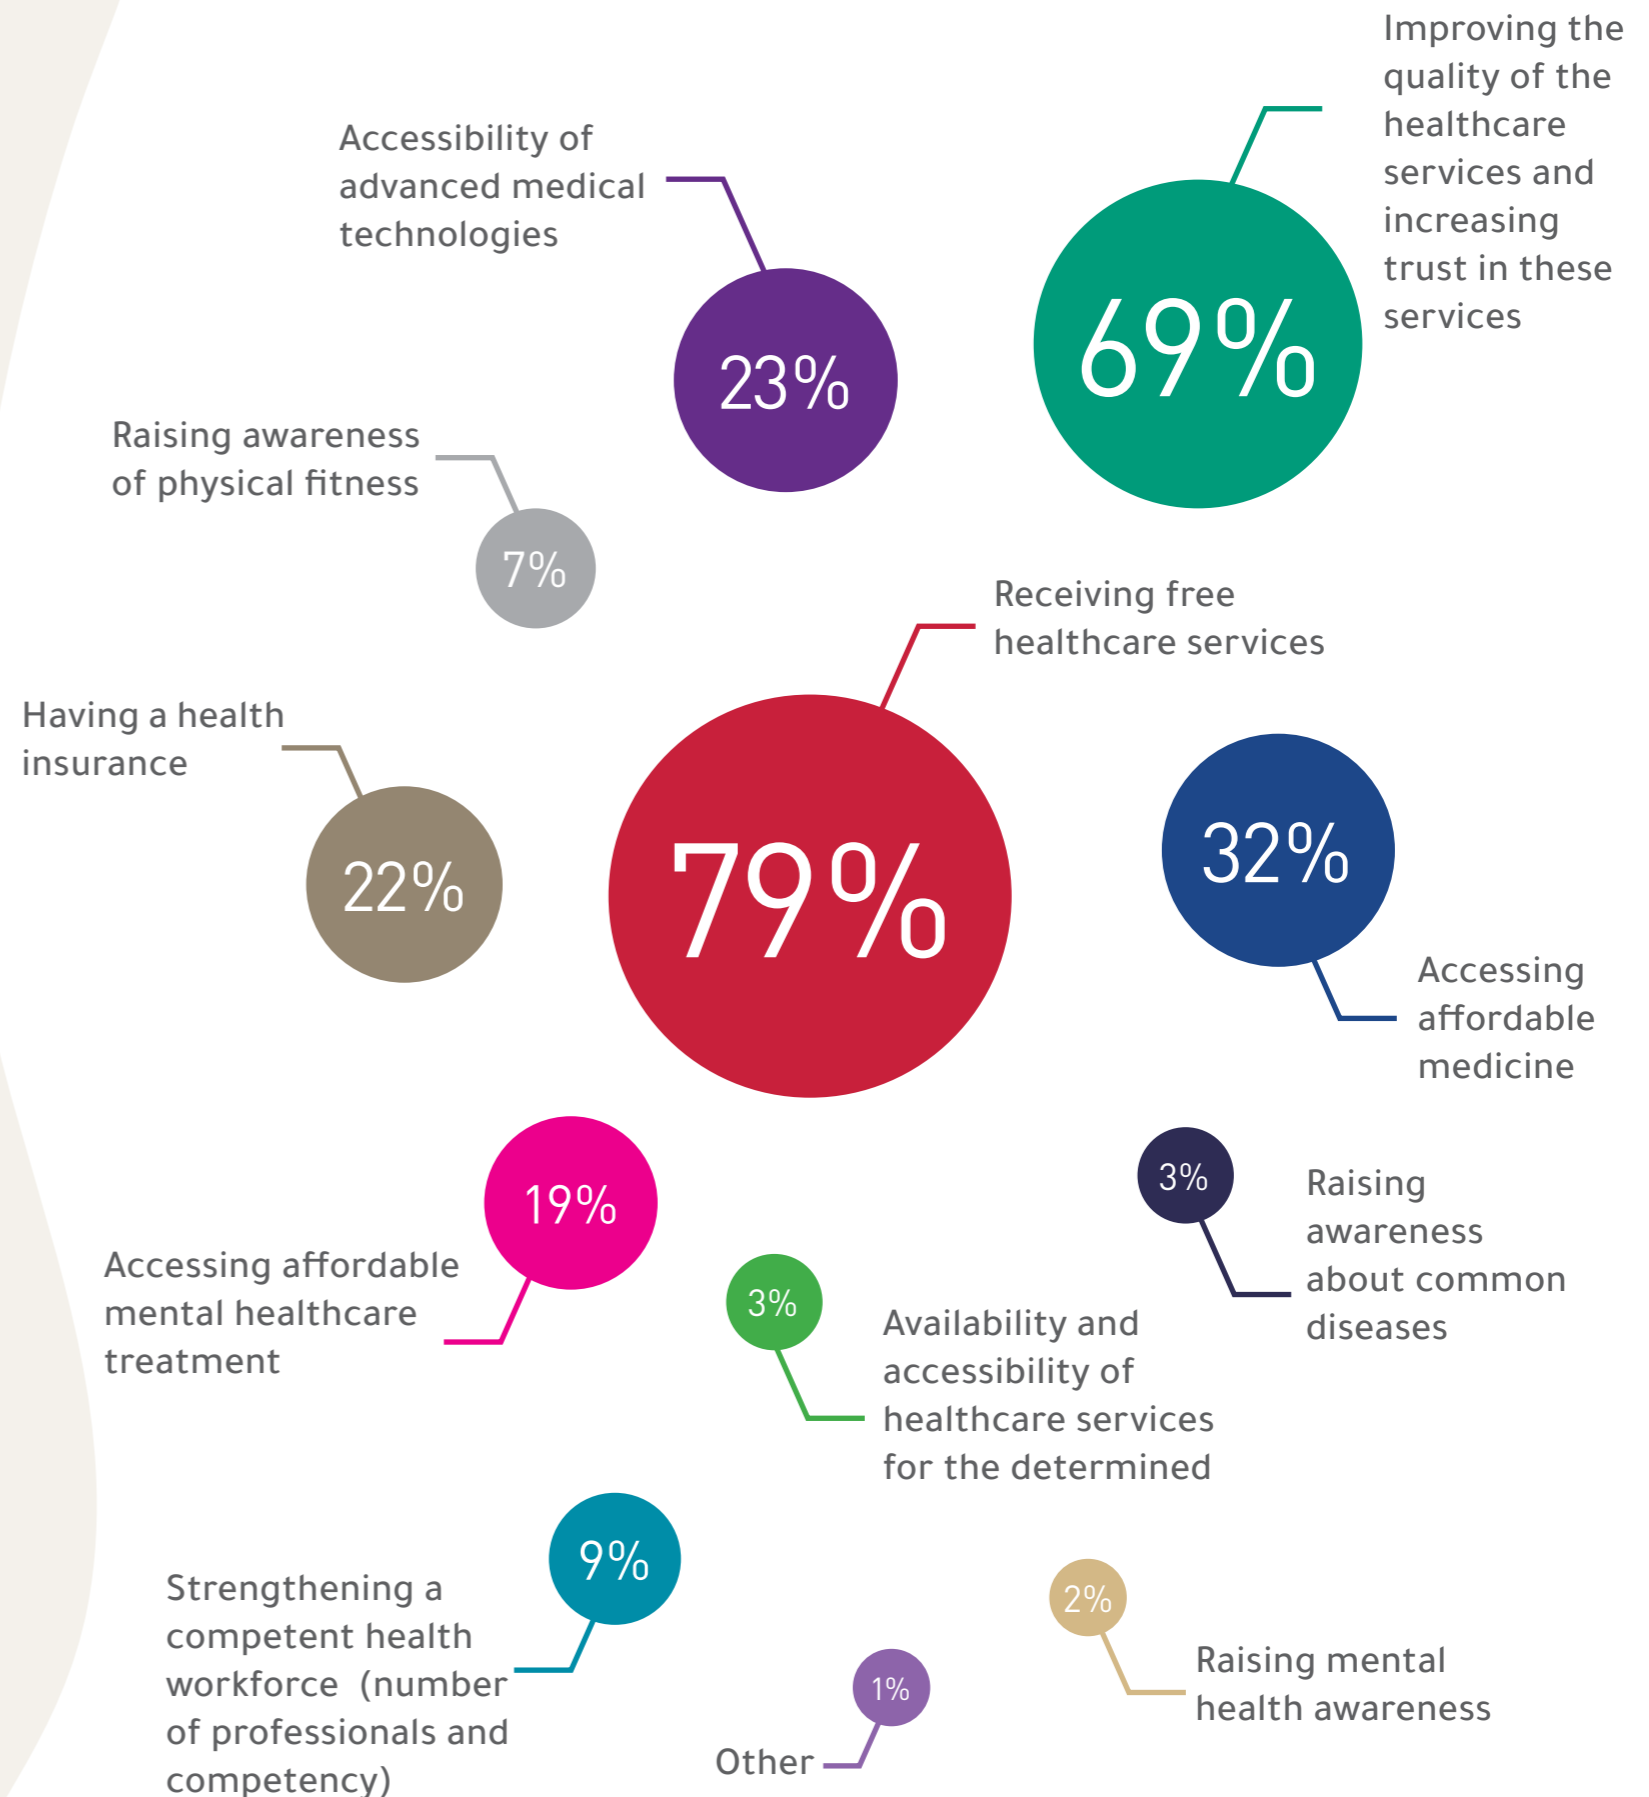 Improving the
quality of the
healthcare
services and
increasing
trust in these
services
69%
Accessibility of
advanced medical
technologies
23%
Raising awareness
of physical fitness
7%
Receiving free
healthcare services
79%
Having a health
insurance
22%
32%
Accessing
affordable
medicine
19%
Accessing affordable
mental healthcare
treatment
3%
Raising
awareness
about common
diseases
3%
Availability and
accessibility of
healthcare services
for the determined
9%
Strengthening a
competent health
workforce (number
of professionals and
competency)
2%
Raising mental
health awareness
1%
Other